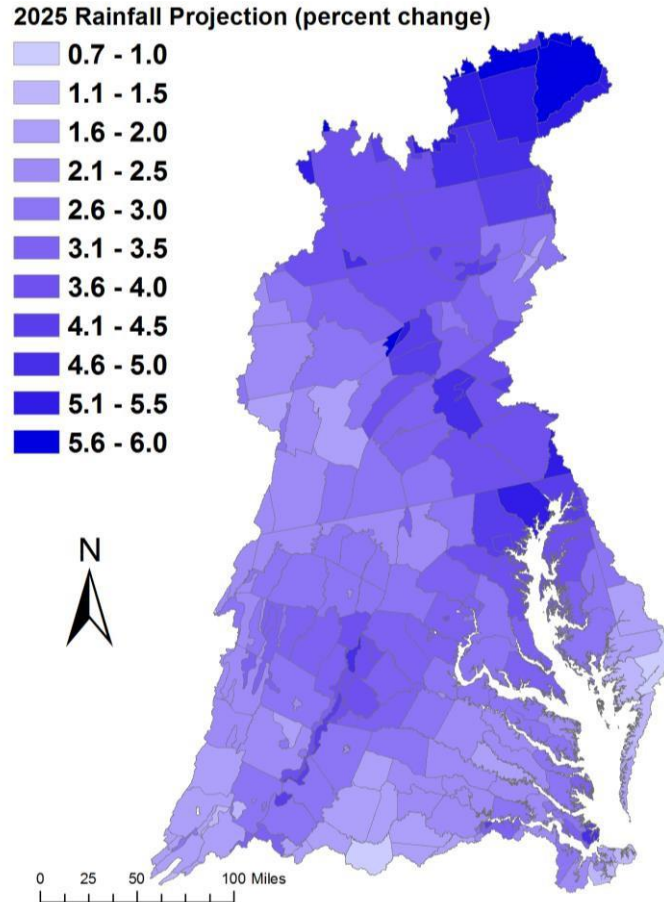 2025 Rainfall Projection (percent change)
0.7 - 1.0
1.1 - 1.5
1.6 - 2.0
2.1 - 2.5
2.6 - 3.0
3.1 - 3.5
3.6 - 4.0
4.1 - 4.5
4.6 - 5.0
5.1 - 5.5
5.6 - 6.0
N
0 25 50 100 Miles